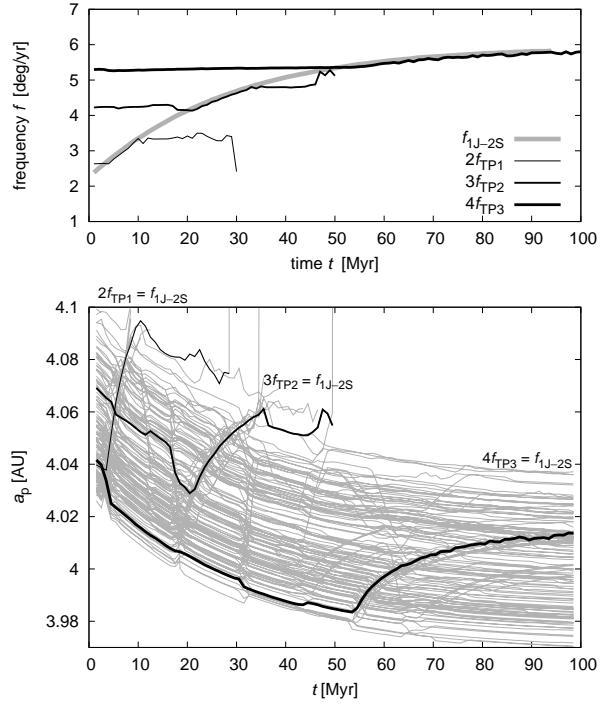 7
6
5
4
3
2
1
frequency f [deg/yr]
f1J–2S
2fTP1
3fTP2
4fTP3
0 10 20 30 40 50 60 70 80 90 100
time t [Myr]
2fTP1 = f1J–2S
4.1
4.08
3fTP2 = f1J–2S
4.06
4fTP3 = f1J–2S
4.04
4.02
4
3.98
ap [AU]
0 10 20 30 40 50 60 70 80 90 100
t [Myr]